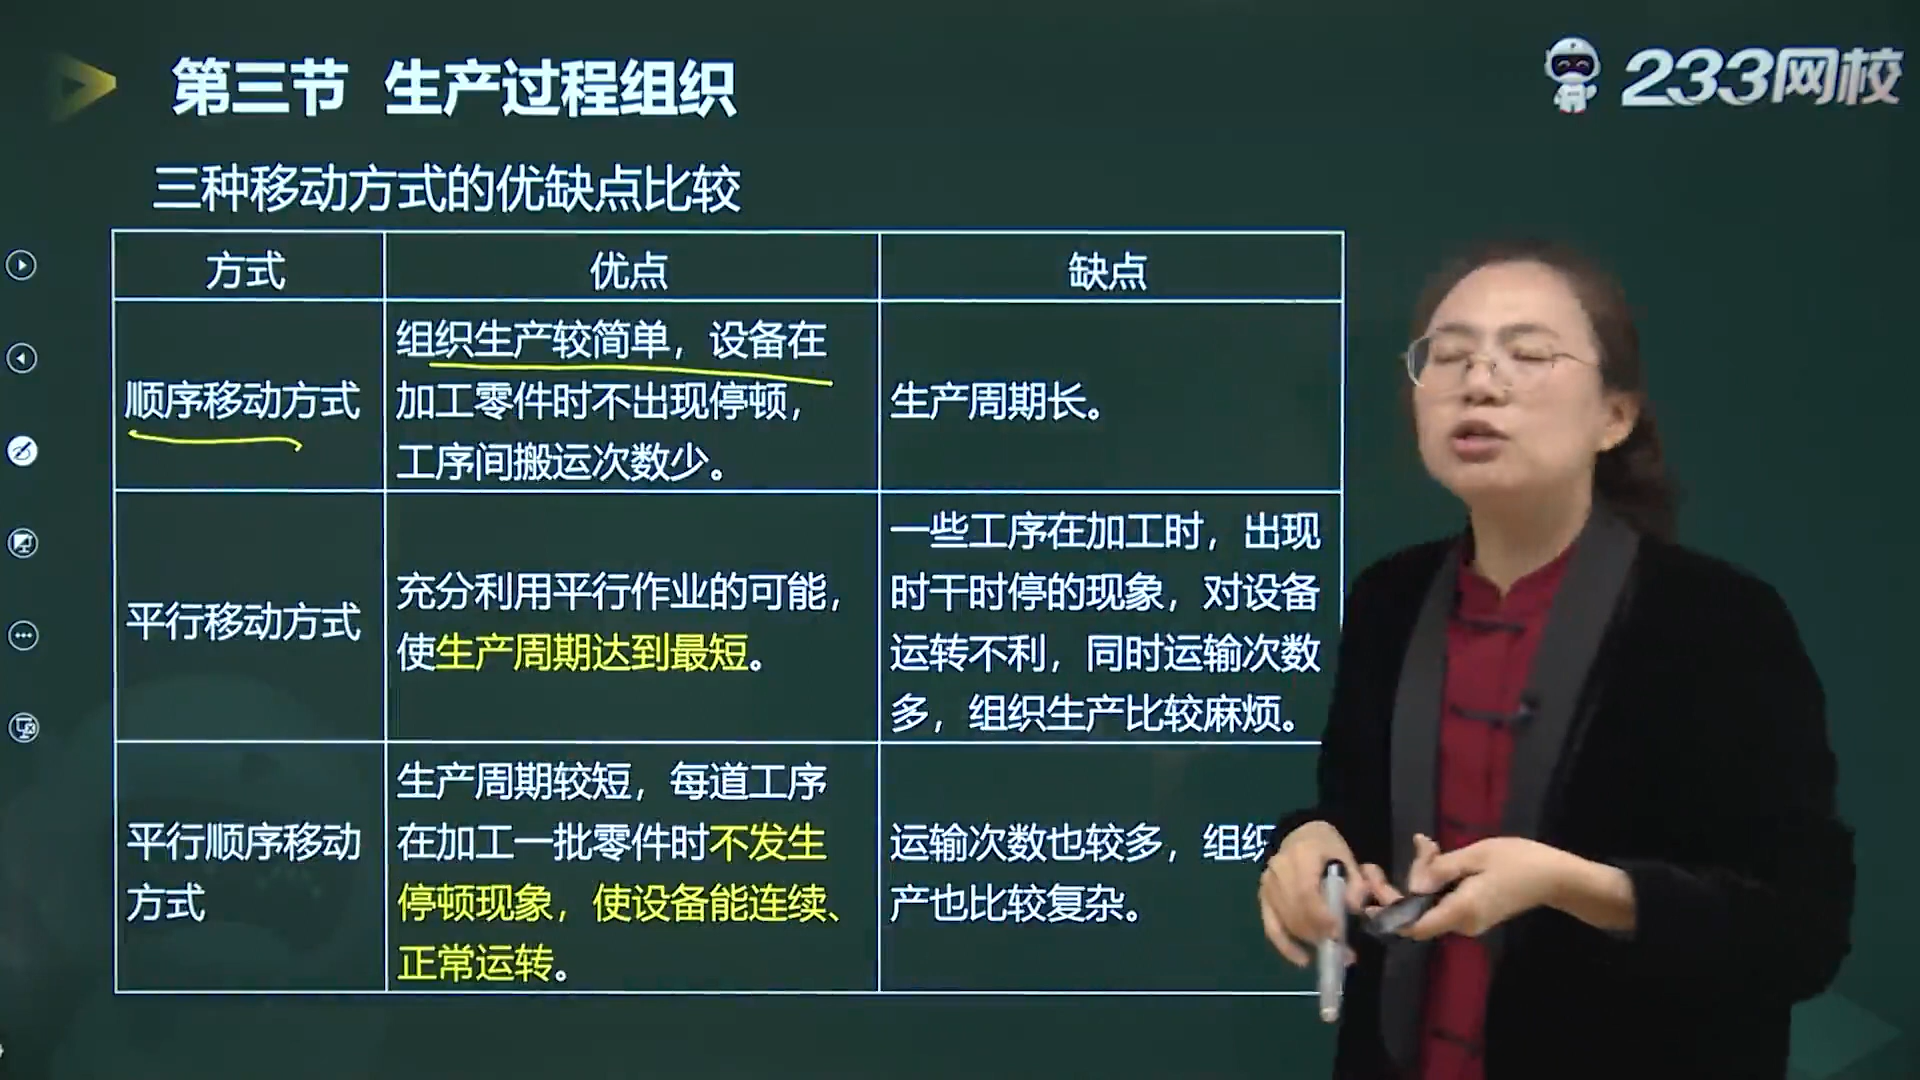 第三节 生产过程组织
233网校
三种移动方式的优缺点比较
方式
优点
缺点
顺序移动方式
组织生产较简单，设备在
加工零件时不出现停顿，
工序间搬运次数少。
生产周期长。
平行移动方式
充分利用平行作业的可能，
使生产周期达到最短。
一些工序在加工时，出现
时干时停的现象，对设备
运转不利，同时运输次数
多，组织生产比较麻烦。
平行顺序移动
方式
生产周期较短，每道工序
在加工一批零件时不发生
停顿现象，使设备能连续、
正常运转。
运输次数也较多，组织
产也比较复杂。